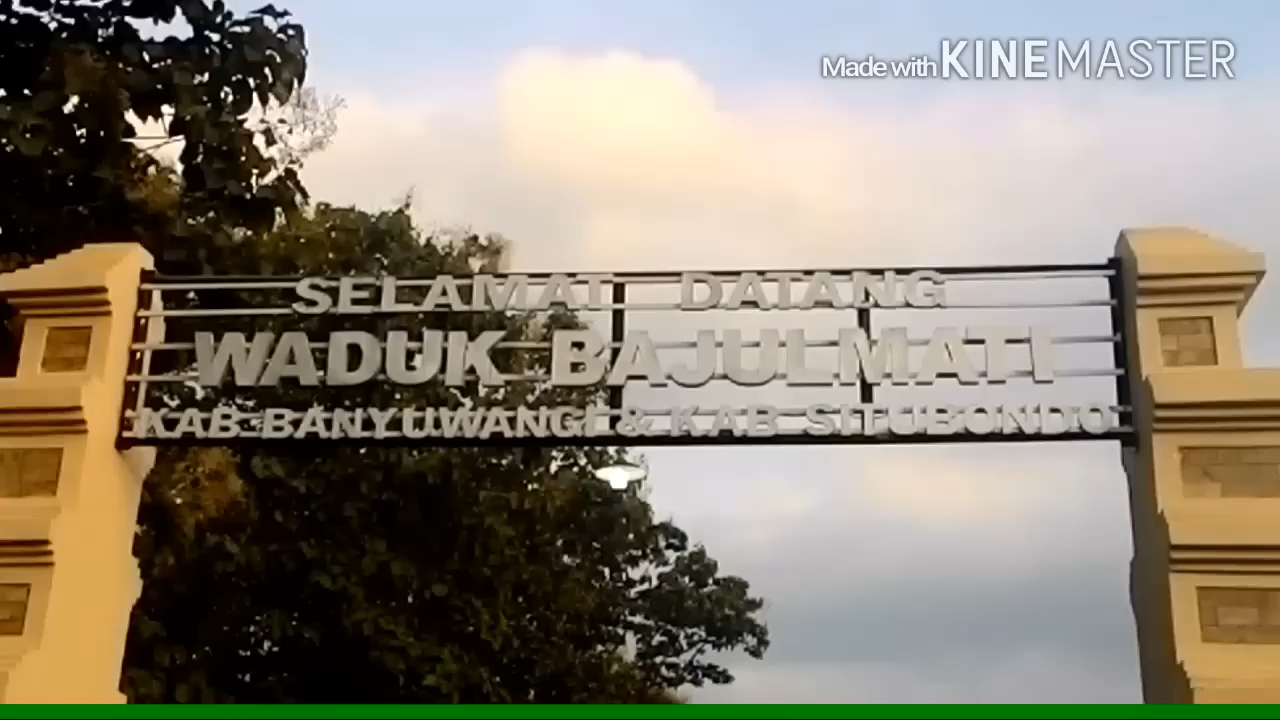 Made with KINEMASTER
SELAMAT DATANG
WADUK BAJULMATI
KAB BANYUWANGI & KAB SITUBONDO